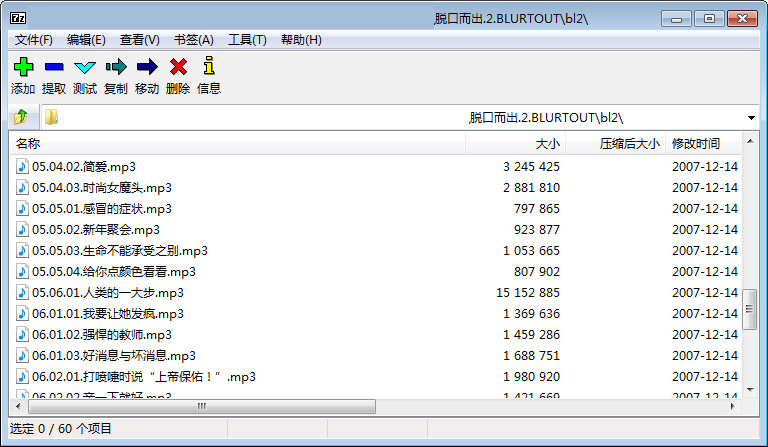 7z
脱口而出.2.BLURTOUT\bl2\
文件(F) 编辑(E) 查看(V) 书签(A) 工具(T) 帮助(H)
添加 提取 测试 复制 移动 删除 信息
脱口而出.2.BLURTOUT\bl2\
名称 大小 压缩后大小 修改时间
05.04.02.简爱.mp3 3 245 425 2007-12-14
05.04.03.时尚女魔头.mp3 2 881 810 2007-12-14
05.05.01.感冒的症状.mp3 797 865 2007-12-14
05.05.02.新年聚会.mp3 923 877 2007-12-14
05.05.03.生命不能承受之别.mp3 1 053 665 2007-12-14
05.05.04.给你点颜色看看.mp3 807 902 2007-12-14
05.06.01.人类的一大步.mp3 15 152 885 2007-12-14
06.01.01.我要让她发疯.mp3 1 369 636 2007-12-14
06.01.02.强悍的教师.mp3 1 459 286 2007-12-14
06.01.03.好消息与坏消息.mp3 1 688 751 2007-12-14
06.02.01.打喷嚏时说“上帝保佑！”.mp3 1 980 920 2007-12-14
06.02.02.亲一下就好.mp3 1 421 669 2007-12-14
选定 0 / 60 个项目